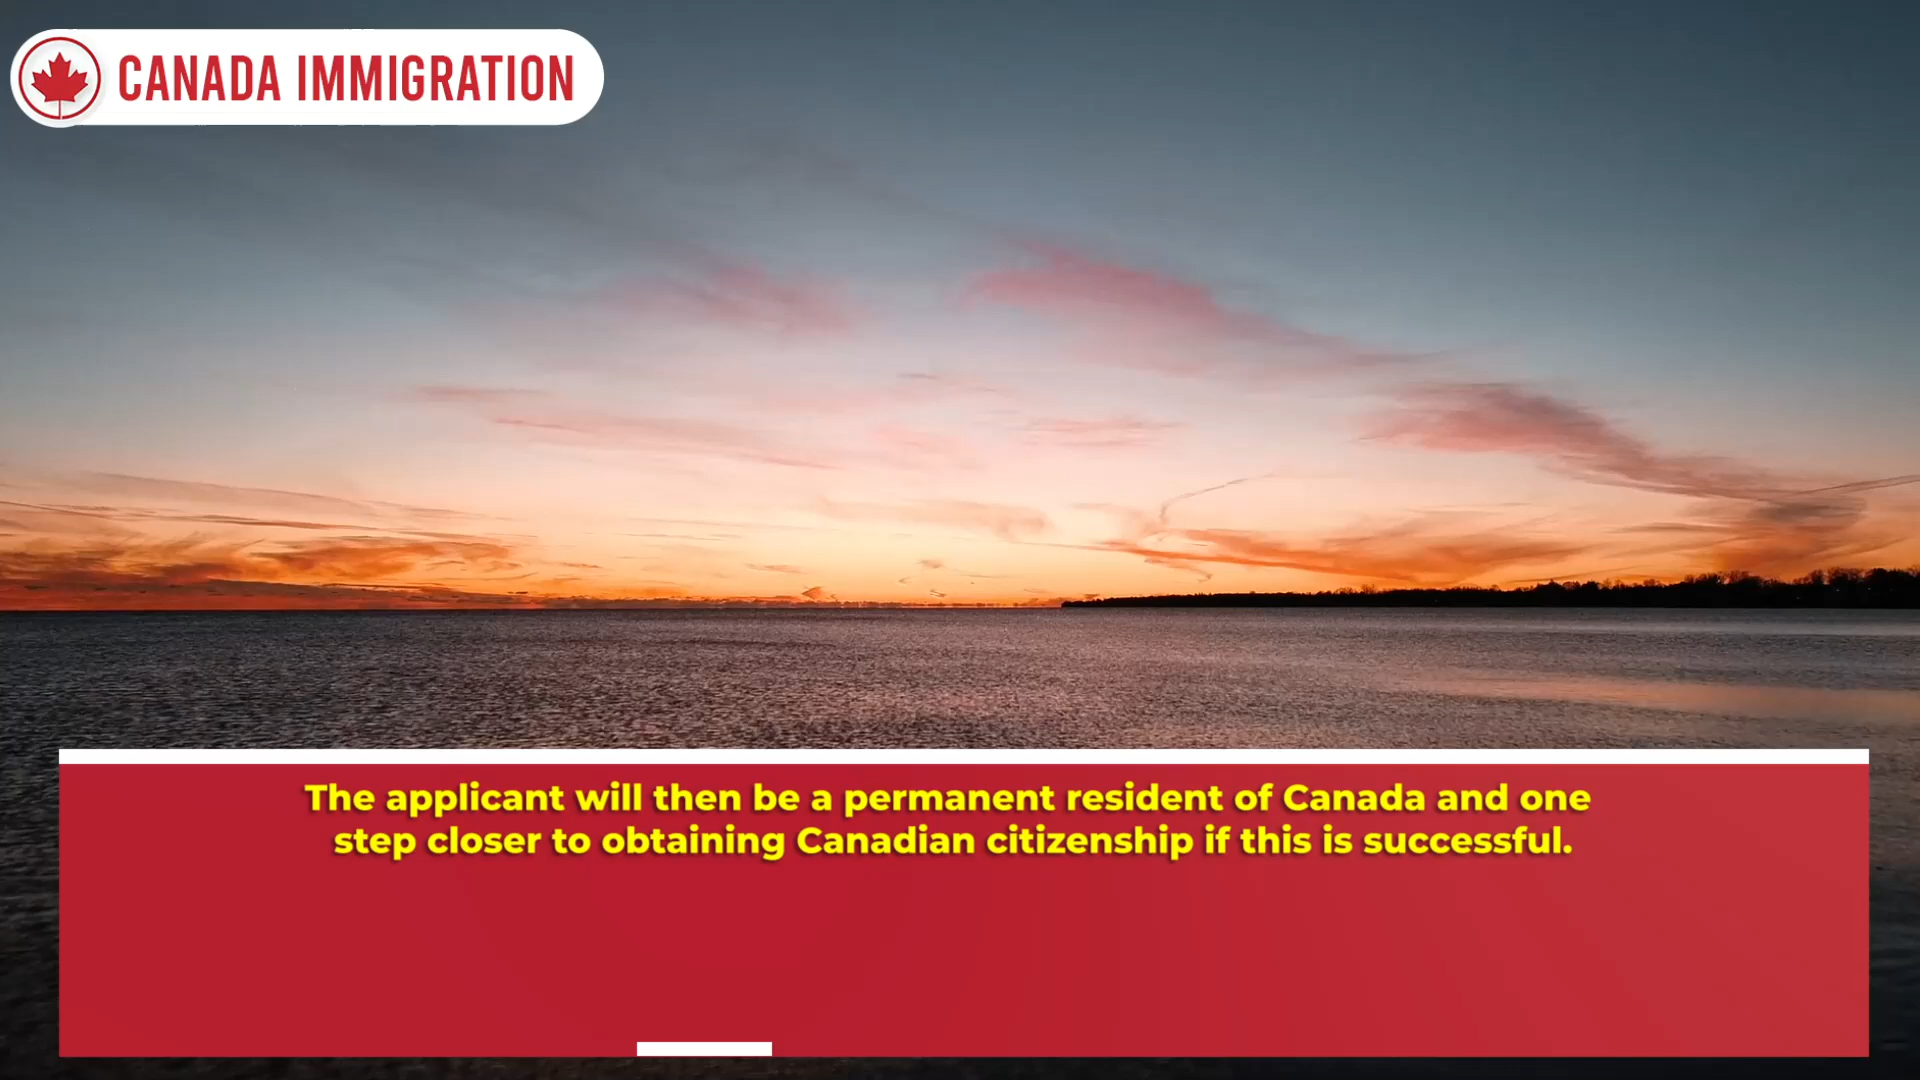 CANADA IMMIGRATION
The applicant will then be a permanent resident of Canada and one
step closer to obtaining Canadian citizenship if this is successful.